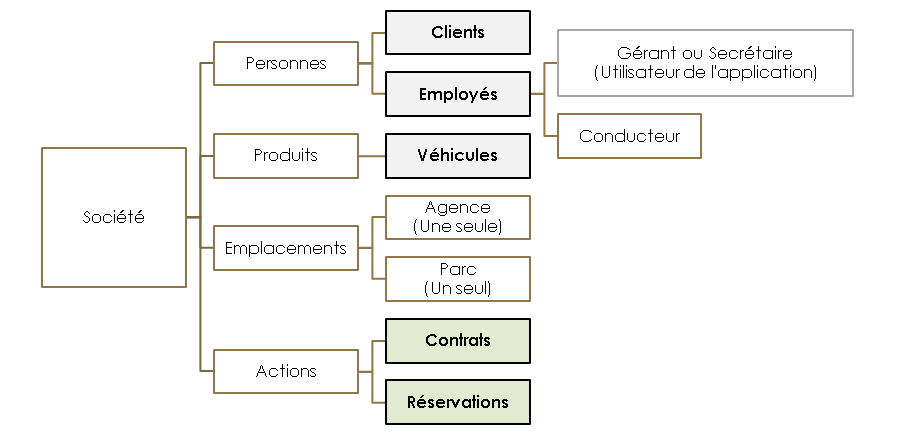 Société
Personnes
Clients
Employés
Gérant ou Secrétaire
(Utilisateur de l'application)
Conducteur
Produits
Véhicules
Emplacements
Agence
(Une seule)
Parc
(Un seul)
Actions
Contrats
Réservations